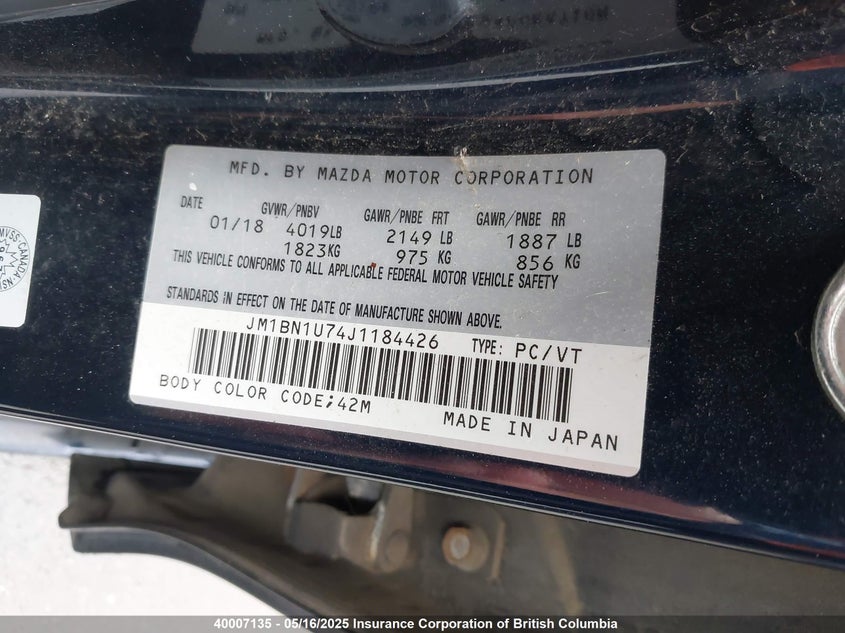 MFD. BY MAZDA MOTOR CORPORATION
DATE GVWR/PNBV GAWR/PNBE FRT GAWR/PNBE RR
01/18 4019LB 2149 LB 1887 LB
1823KG 975 KG 856 KG
THIS VEHICLE CONFORMS TO ALL APPLICABLE FEDERAL MOTOR VEHICLE SAFETY
STANDARDS IN EFFECT ON THE DATE OF MANUFACTURE SHOWN ABOVE.
JM1BN1U74J1184426 TYPE: PC/VT
BODY COLOR CODE;42M
MADE IN JAPAN
40007135 - 05/16/2025 Insurance Corporation of British Columbia